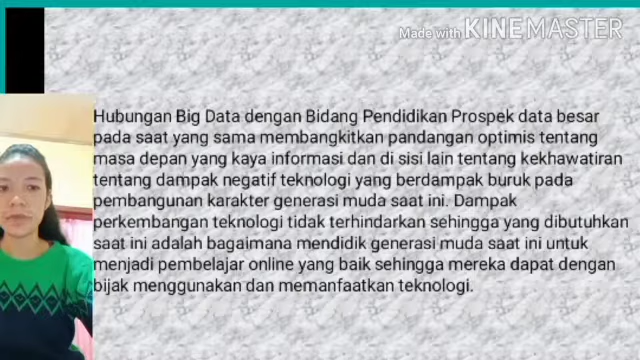 Made with KINEMASTER
Hubungan Big Data dengan Bidang Pendidikan Prospek data besar
pada saat yang sama membangkitkan pandangan optimis tentang
masa depan yang kaya informasi dan di sisi lain tentang kekhawatiran
tentang dampak negatif teknologi yang berdampak buruk pada
pembangunan karakter generasi muda saat ini. Dampak
perkembangan teknologi tidak terhindarkan sehingga yang dibutuhkan
saat ini adalah bagaimana mendidik generasi muda saat ini untuk
menjadi pembelajar online yang baik sehingga mereka dapat dengan
bijak menggunakan dan memanfaatkan teknologi.